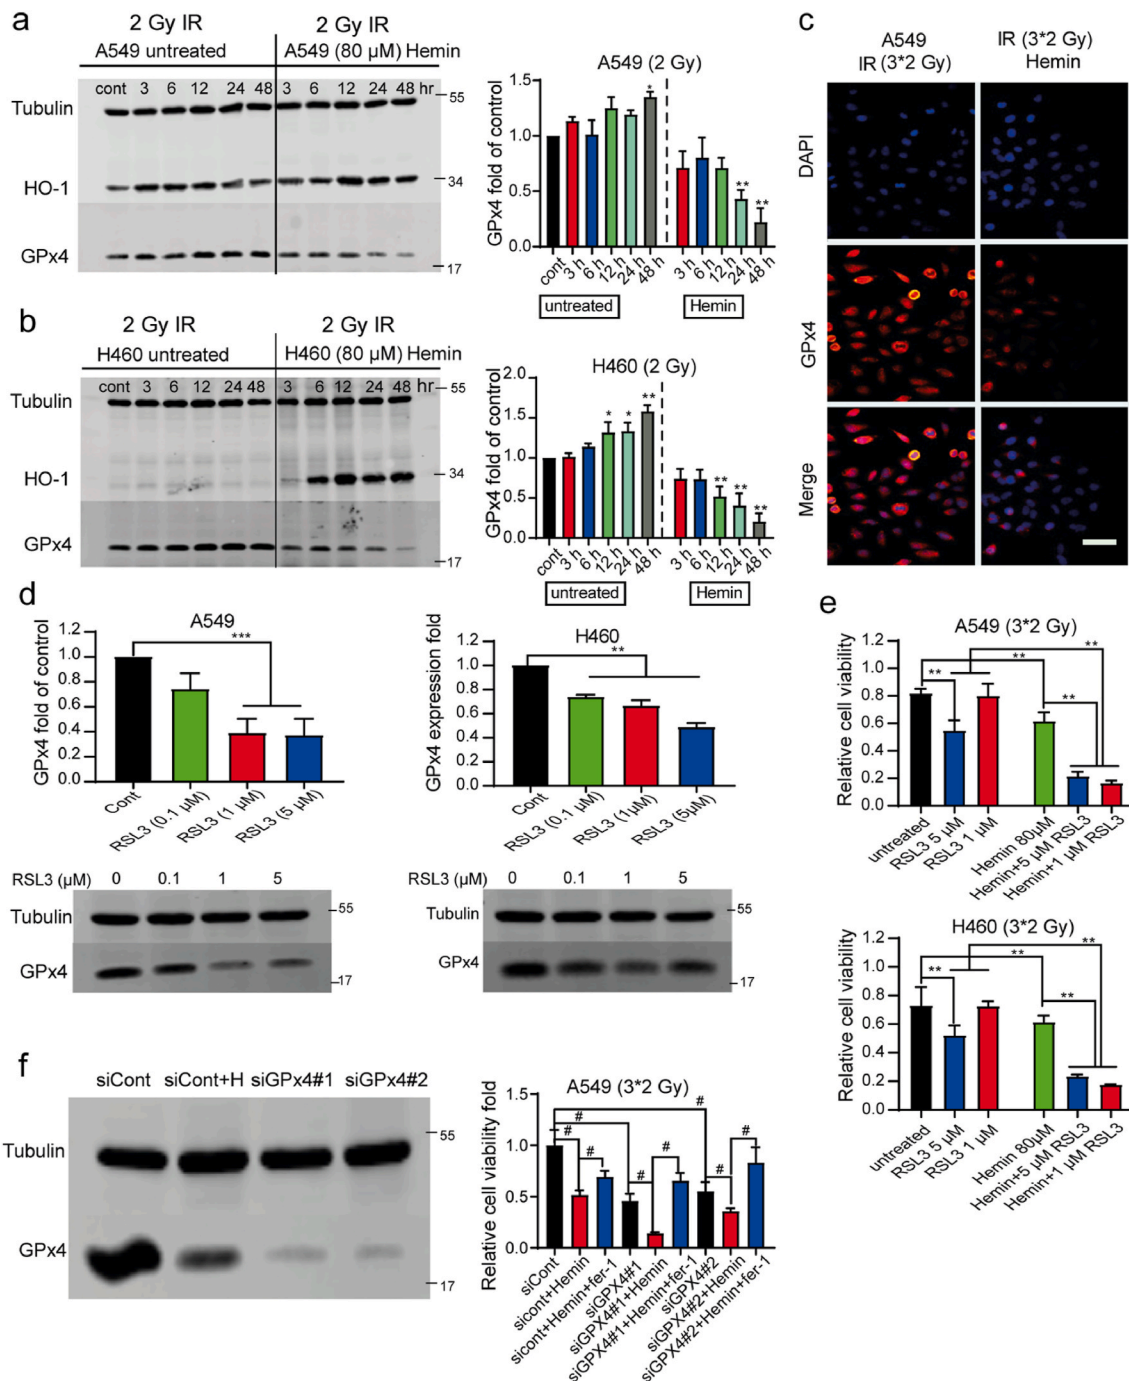 a
2 Gy IR 2 Gy IR
A549 untreated A549 (80 µM) Hemin
cont 3 6 12 24 48 3 6 12 24 48 hr
55
Tubulin
HO-1
34
GPx4
17
A549 (2 Gy)
GPx4 fold of control
1.5
1.0
0.5
0.0
*
**
**
cont 3 h 6 h 12 h 24 h 48 h 3 h 6 h 12 h 24 h 48 h
untreated Hemin
b
2 Gy IR 2 Gy IR
H460 untreated H460 (80 µM) Hemin
cont 3 6 12 24 48 3 6 12 24 48 hr
55
Tubulin
HO-1
34
GPx4
17
H460 (2 Gy)
GPx4 fold of control
2.0
1.5
1.0
0.5
0.0
* * **
** ** **
cont 3 h 6 h 12 h 24 h 48 h 3 h 6 h 12 h 24 h 48 h
untreated Hemin
c
A549 IR (3*2 Gy)
IR (3*2 Gy) Hemin
DAPI
GPx4
Merge
d
A549
GPx4 fold of control
1.2
1.0
0.8
0.6
0.4
0.2
0.0
***
Cont RSL3 (0.1 µM) RSL3 (1 µM) RSL3 (5 µM)
RSL3 (µM) 0 0.1 1 5
Tubulin
55
GPx4
17
H460
GPx4 expression fold
1.2
1.0
0.8
0.6
0.4
0.2
0.0
**
Cont RSL3 (0.1 µM) RSL3 (1µM) RSL3 (5µM)
RSL3 (µM) 0 0.1 1 5
Tubulin
55
GPx4
17
e
A549 (3*2 Gy)
Relative cell viability
1.2
1.0
0.8
0.6
0.4
0.2
0.0
**
**
**
**
untreated RSL3 5 µM RSL3 1 µM Hemin 80µM Hemin+5 µM RSL3 Hemin+1 µM RSL3
H460 (3*2 Gy)
Relative cell viability
1.2
1.0
0.8
0.6
0.4
0.2
0.0
**
**
**
**
untreated RSL3 5 µM RSL3 1 µM Hemin 80µM Hemin+5 µM RSL3 Hemin+1 µM RSL3
f
siCont siCont+H siGPx4#1 siGPx4#2
55
Tubulin
GPx4
17
A549 (3*2 Gy)
Relative cell viability fold
1.5
1.0
0.5
0.0
# # # # # # # #
siCont sicont+Hemin sicont+Hemin+fer-1 siGPX4#1 siGPX4#1+Hemin siGPX4#1+Hemin+fer-1 siGPX4#2 siGPX4#2+Hemin siGPX4#2+Hemin+fer-1